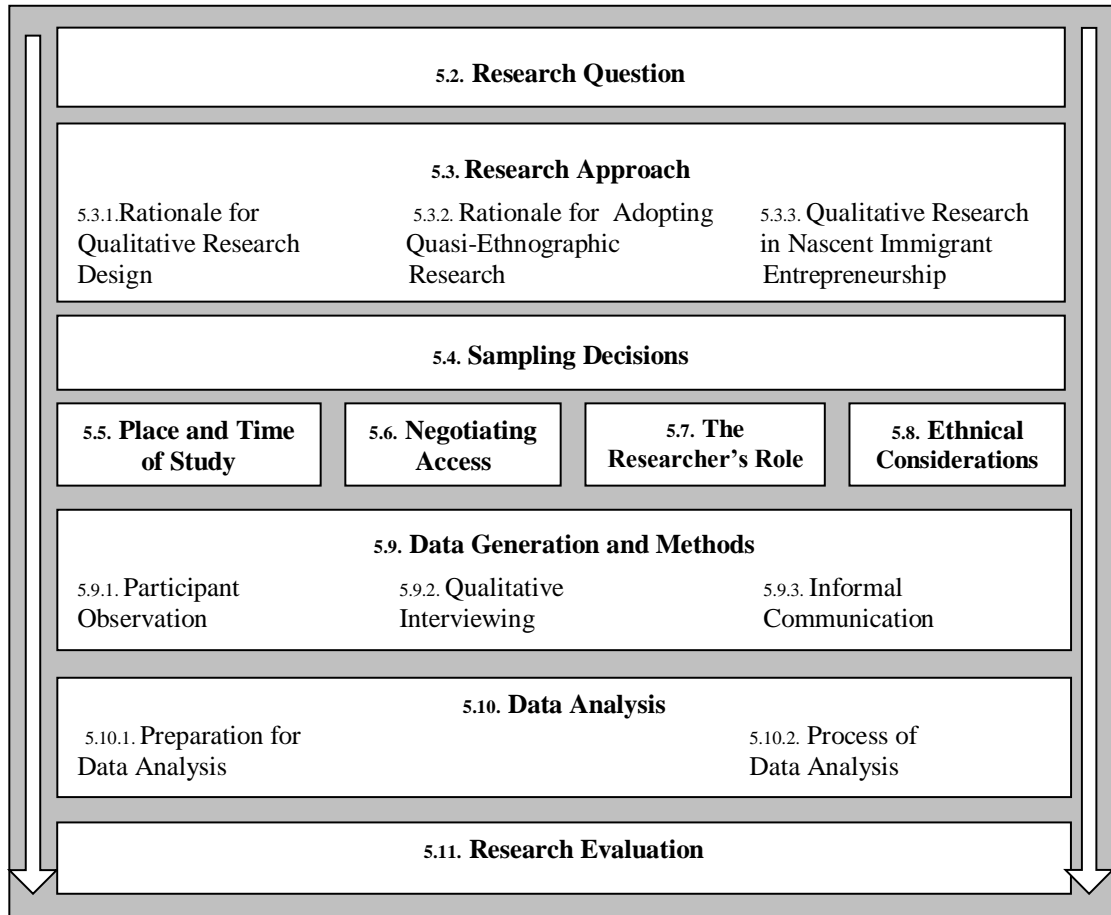 5.2. Research Question
5.3. Research Approach
5.3.1.Rationale for
Qualitative Research
Design
5.3.2. Rationale for Adopting
Quasi-Ethnographic
Research
5.3.3. Qualitative Research
in Nascent Immigrant
Entrepreneurship
5.4. Sampling Decisions
5.5. Place and Time
of Study
5.6. Negotiating
Access
5.7. The
Researcher's Role
5.8. Ethnical
Considerations
5.9. Data Generation and Methods
5.9.1. Participant
Observation
5.9.2. Qualitative
Interviewing
5.9.3. Informal
Communication
5.10. Data Analysis
5.10.1. Preparation for
Data Analysis
5.10.2. Process of
Data Analysis
5.11. Research Evaluation